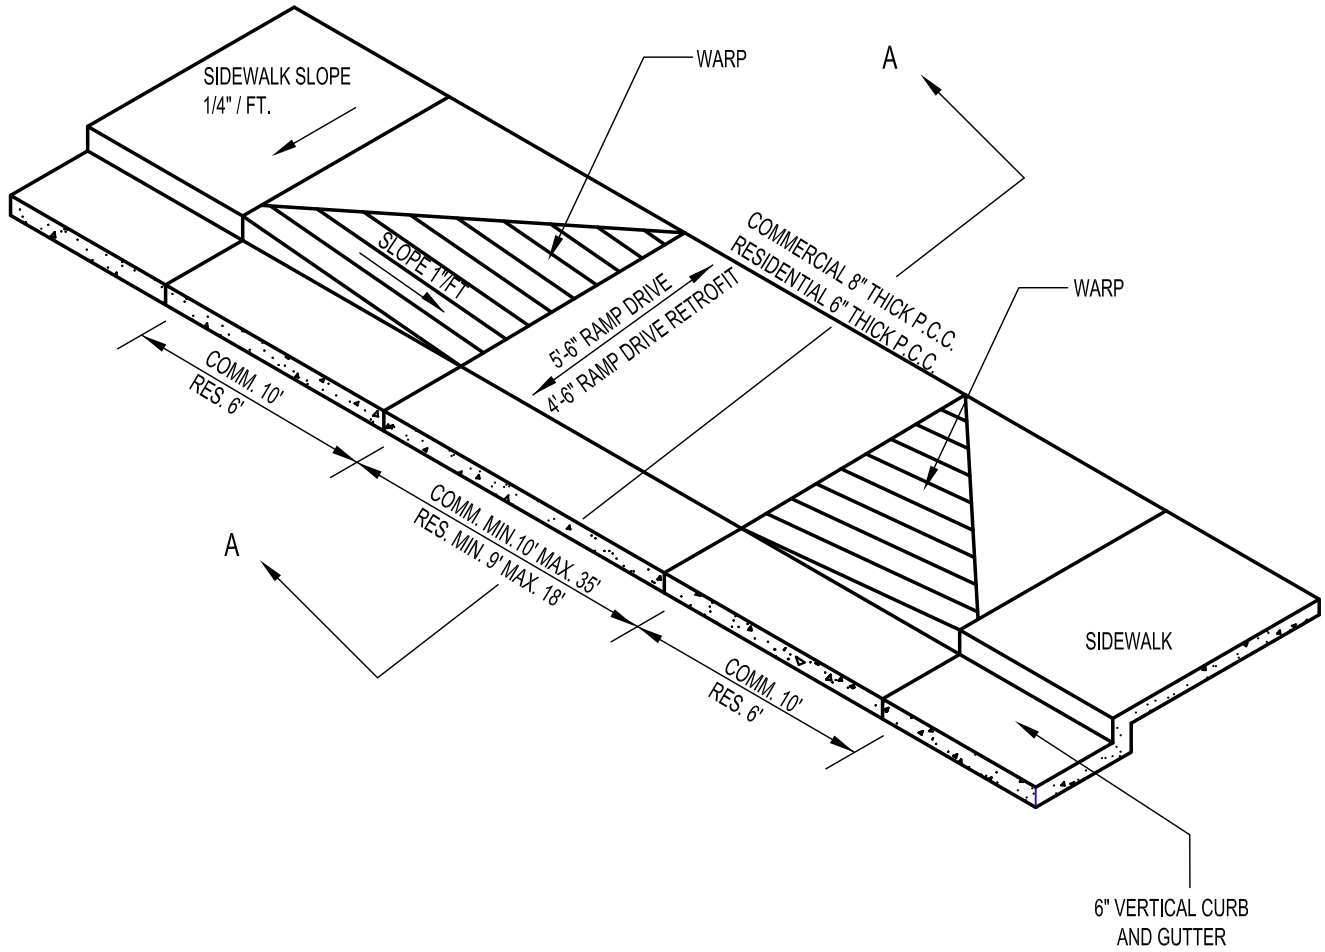 SIDEWALK SLOPE
1/4" / FT.
WARP
A
SLOPE 1"/FT
COMMERCIAL 8" THICK P.C.C.
RESIDENTIAL 6" THICK P.C.C.
5'-6" RAMP DRIVE
4'-6" RAMP DRIVE RETROFIT
WARP
COMM. 10'
RES. 6'
COMM. MIN.10' MAX. 35'
RES. MIN. 9' MAX. 18'
A
SIDEWALK
COMM. 10'
RES. 6'
6" VERTICAL CURB
AND GUTTER